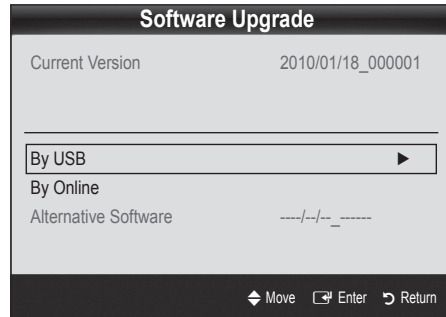 Software Upgrade
Current Version 2010/01/18_000001
By USB ▶
By Online
Alternative Software ----/--/--_------
Move Enter Return